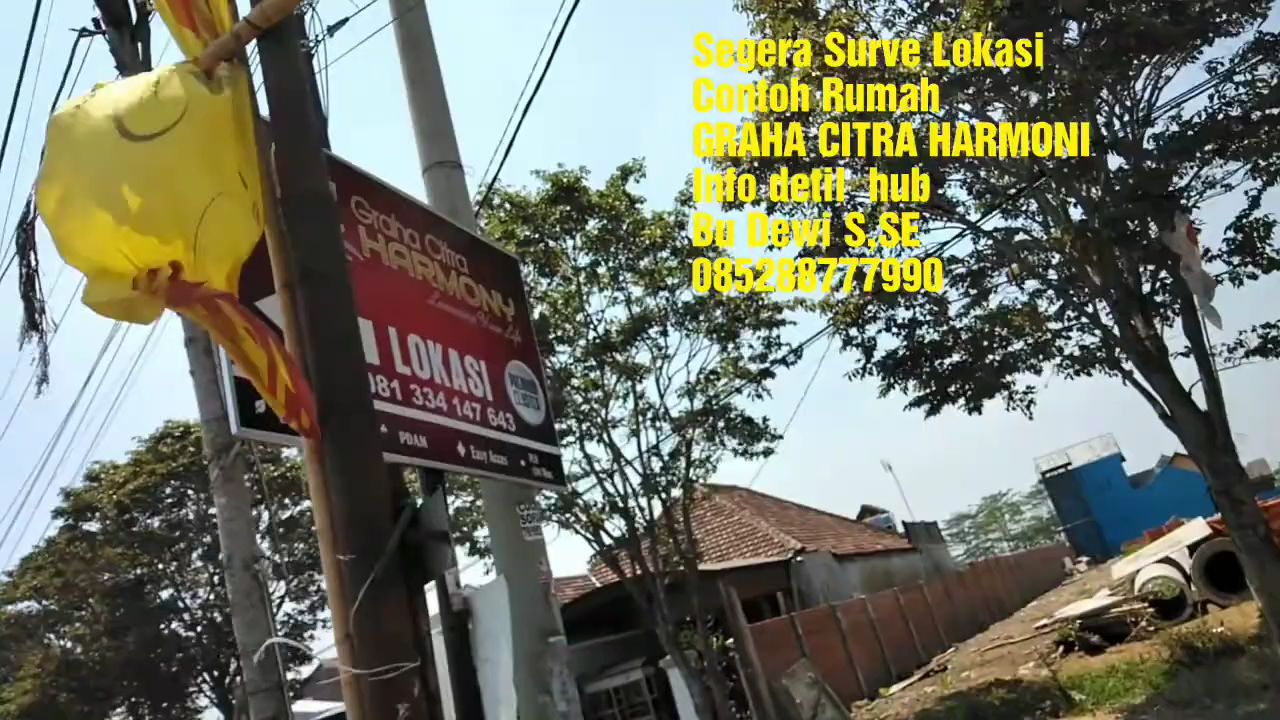 Segera Surve Lokasi
Contoh Rumah
GRAHA CITRA HARMONI
Info detil hub
Bu Dewi S,SE
085288777990
Graha Citra
HARMONY
LOKASI
081 334 147 643
PDAM
Easy Acces